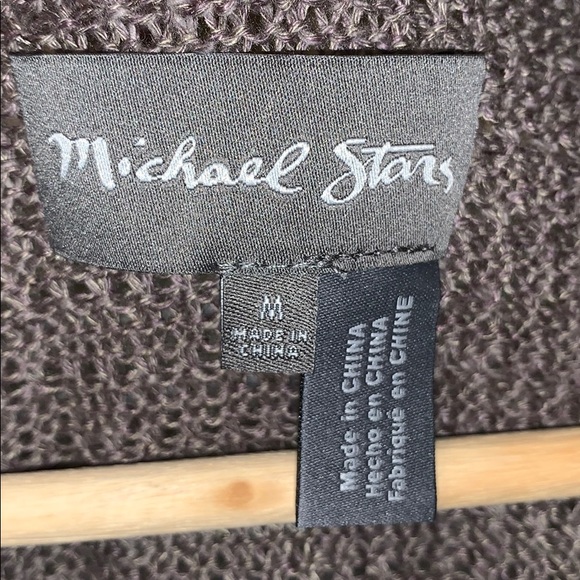 Michael Stars
M
MADE IN
CHINA
Made in CHINA
Hecho en CHINA
Fabriqué en CHINE